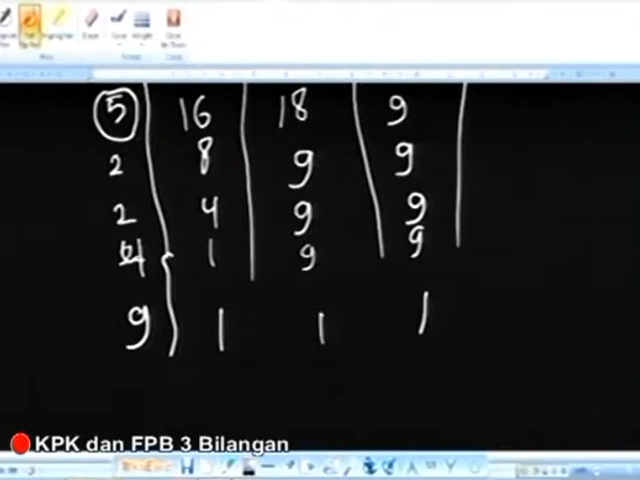 5 16 18 9
2 8 9 9
2 4 9 9
4 1 9 9
9 1 1 1
KPK dan FPB 3 Bilangan